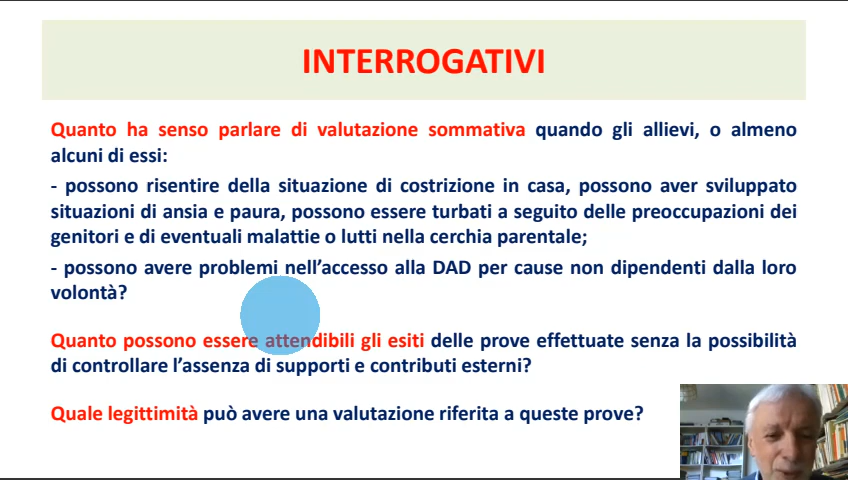 INTERROGATIVI
Quanto ha senso parlare di valutazione sommativa quando gli allievi, o almeno
alcuni di essi:
- possono risentire della situazione di costrizione in casa, possono aver sviluppato
situazioni di ansia e paura, possono essere turbati a seguito delle preoccupazioni dei
genitori e di eventuali malattie o lutti nella cerchia parentale;
- possono avere problemi nell'accesso alla DAD per cause non dipendenti dalla loro
volontà?
Quanto possono essere attendibili gli esiti delle prove effettuate senza la possibilità
di controllare l'assenza di supporti e contributi esterni?
Quale legittimità può avere una valutazione riferita a queste prove?